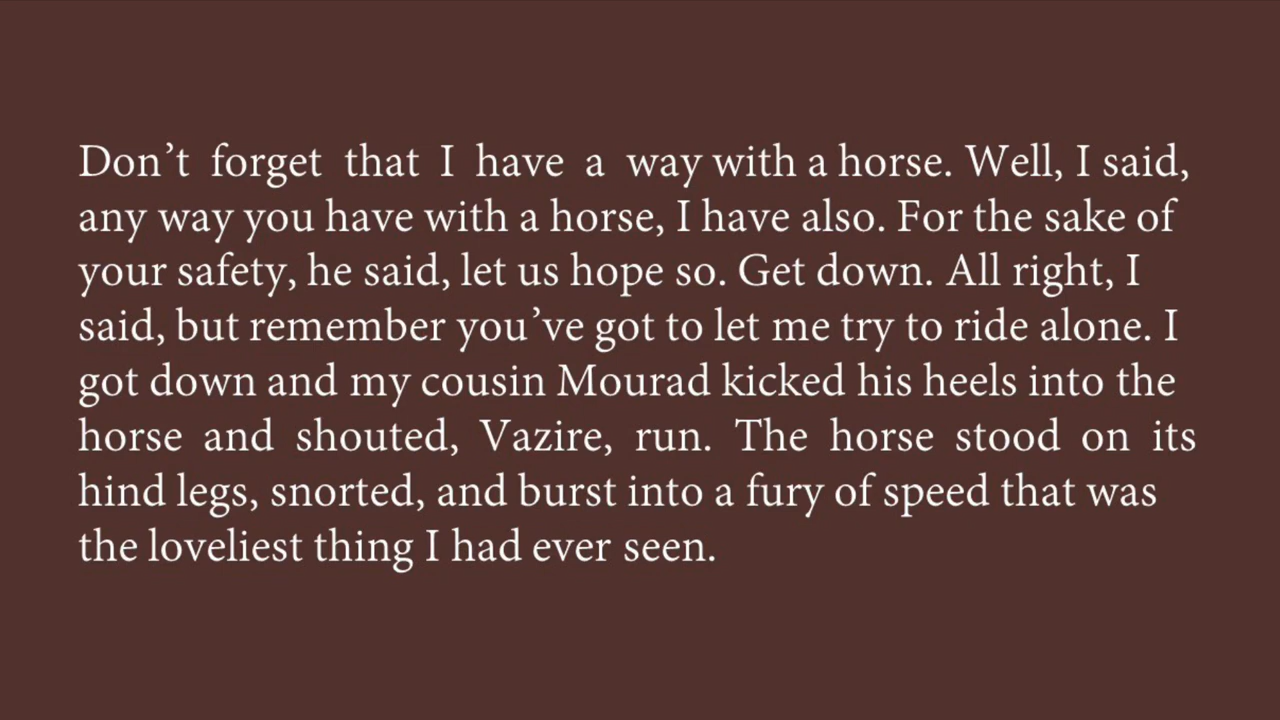 Don’t forget that I have a way with a horse. Well, I said,
any way you have with a horse, I have also. For the sake of
your safety, he said, let us hope so. Get down. All right, I
said, but remember you’ve got to let me try to ride alone. I
got down and my cousin Mourad kicked his heels into the
horse and shouted, Vazire, run. The horse stood on its
hind legs, snorted, and burst into a fury of speed that was
the loveliest thing I had ever seen.